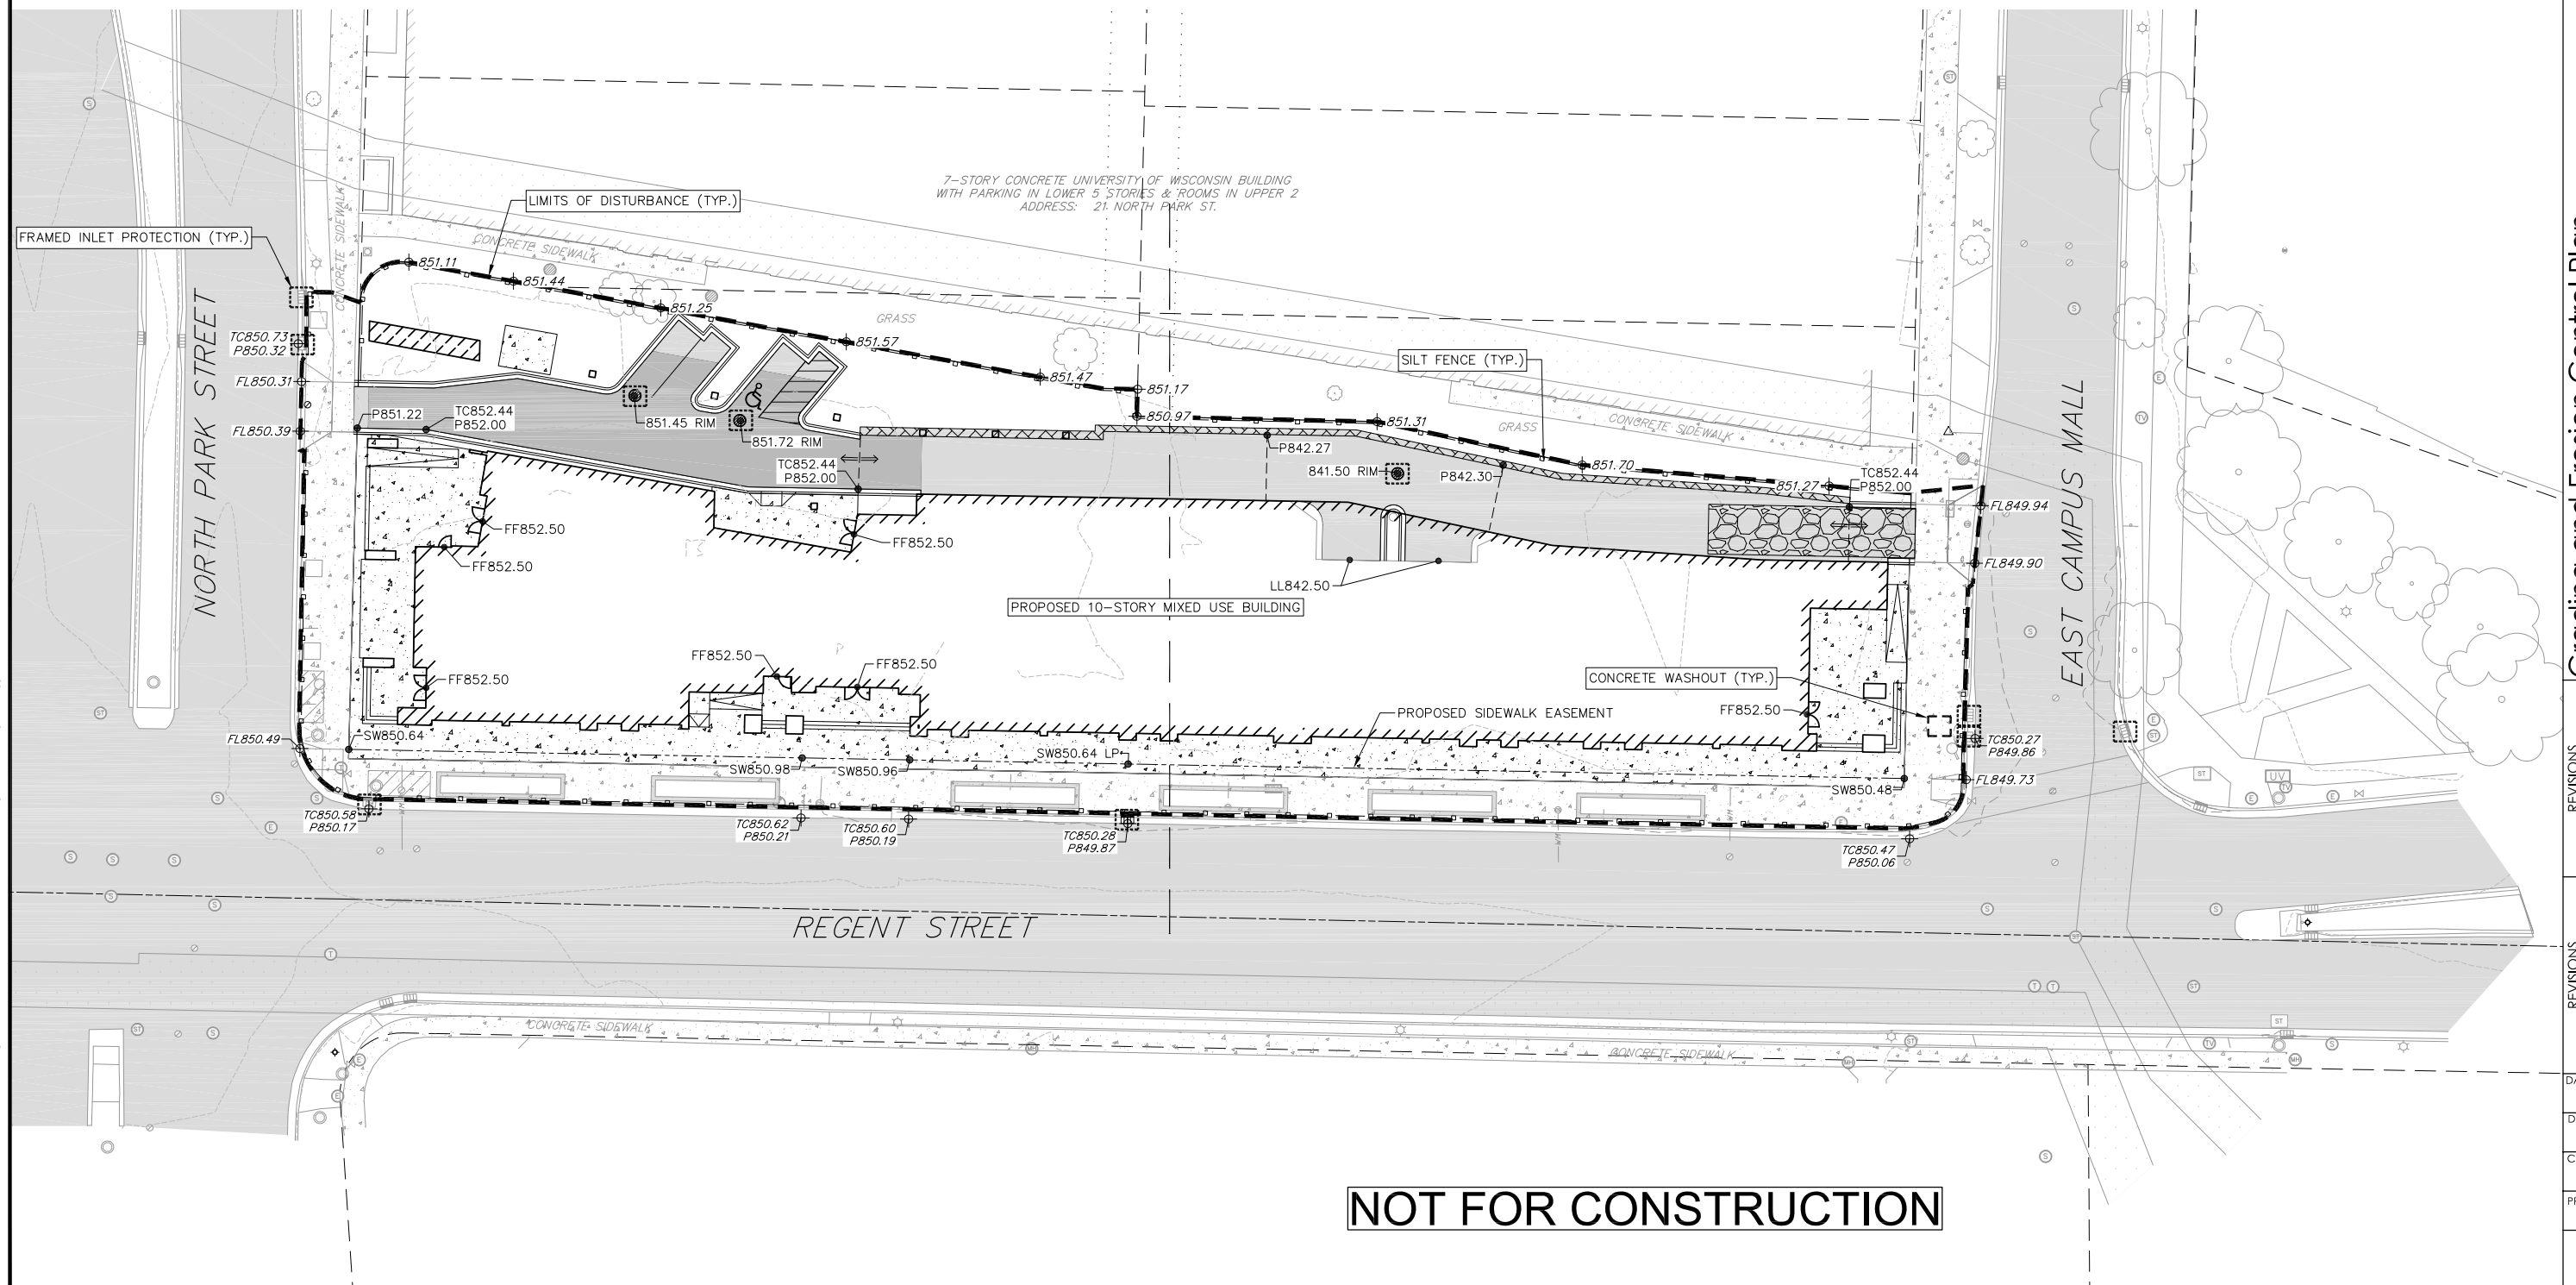 7-STORY CONCRETE UNIVERSITY OF WISCONSIN BUILDING
WITH PARKING IN LOWER 5 STORIES & ROOMS IN UPPER 2
ADDRESS: 21 NORTH PARK ST.
LIMITS OF DISTURBANCE (TYP.)
FRAMED INLET PROTECTION (TYP.)
CONCRETE SIDEWALK
CONCRETE SIDEWALK
851.11
851.44
851.25
851.57
851.47
851.17
850.97
851.31
851.70
851.27
GRASS
GRASS
SILT FENCE (TYP.)
CONCRETE SIDEWALK
NORTH PARK STREET
TC850.73
P850.32
FL850.31
FL850.39
P851.22
TC852.44
P852.00
851.45 RIM
851.72 RIM
TC852.44
P852.00
P842.27
841.50 RIM
P842.30
TC852.44
P852.00
FL849.94
FL849.90
FF852.50
FF852.50
FF852.50
LL842.50
PROPOSED 10-STORY MIXED USE BUILDING
EAST CAMPUS MALL
FF852.50
FF852.50
FF852.50
CONCRETE WASHOUT (TYP.)
FF852.50
PROPOSED SIDEWALK EASEMENT
FL850.49
SW850.64
SW850.98
SW850.96
SW850.64 LP
SW850.48
TC850.27
P849.86
FL849.73
TC850.58
P850.17
TC850.62
P850.21
TC850.60
P850.19
TC850.28
P849.87
TC850.47
P850.06
REGENT STREET
CONCRETE SIDEWALK
CONCRETE SIDEWALK
UV
NOT FOR CONSTRUCTION
Grading and Erosion Control Plans
REVISIONS
REVISIONS